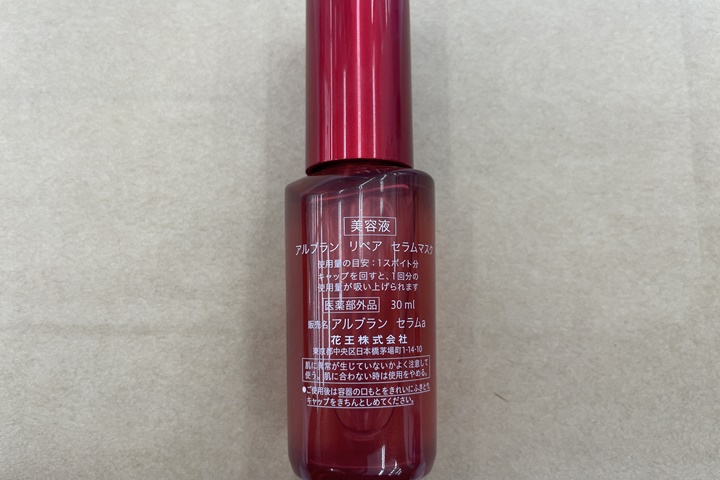 美容液
アルブラン リペア セラムマスク
使用量の目安：1スポイト分
キャップを回すと、1回分の
使用量が吸い上げられます
医薬部外品 30 ml
販売名 アルブラン セラムa
花王株式会社
東京都中央区日本橋茅場町1-14-10
肌に異常が生じていないかよく注意して
使う。肌に合わない時は使用をやめる。
●ご使用後は容器の口もとをきれいにふきとり、
キャップをきちんとしめてください。